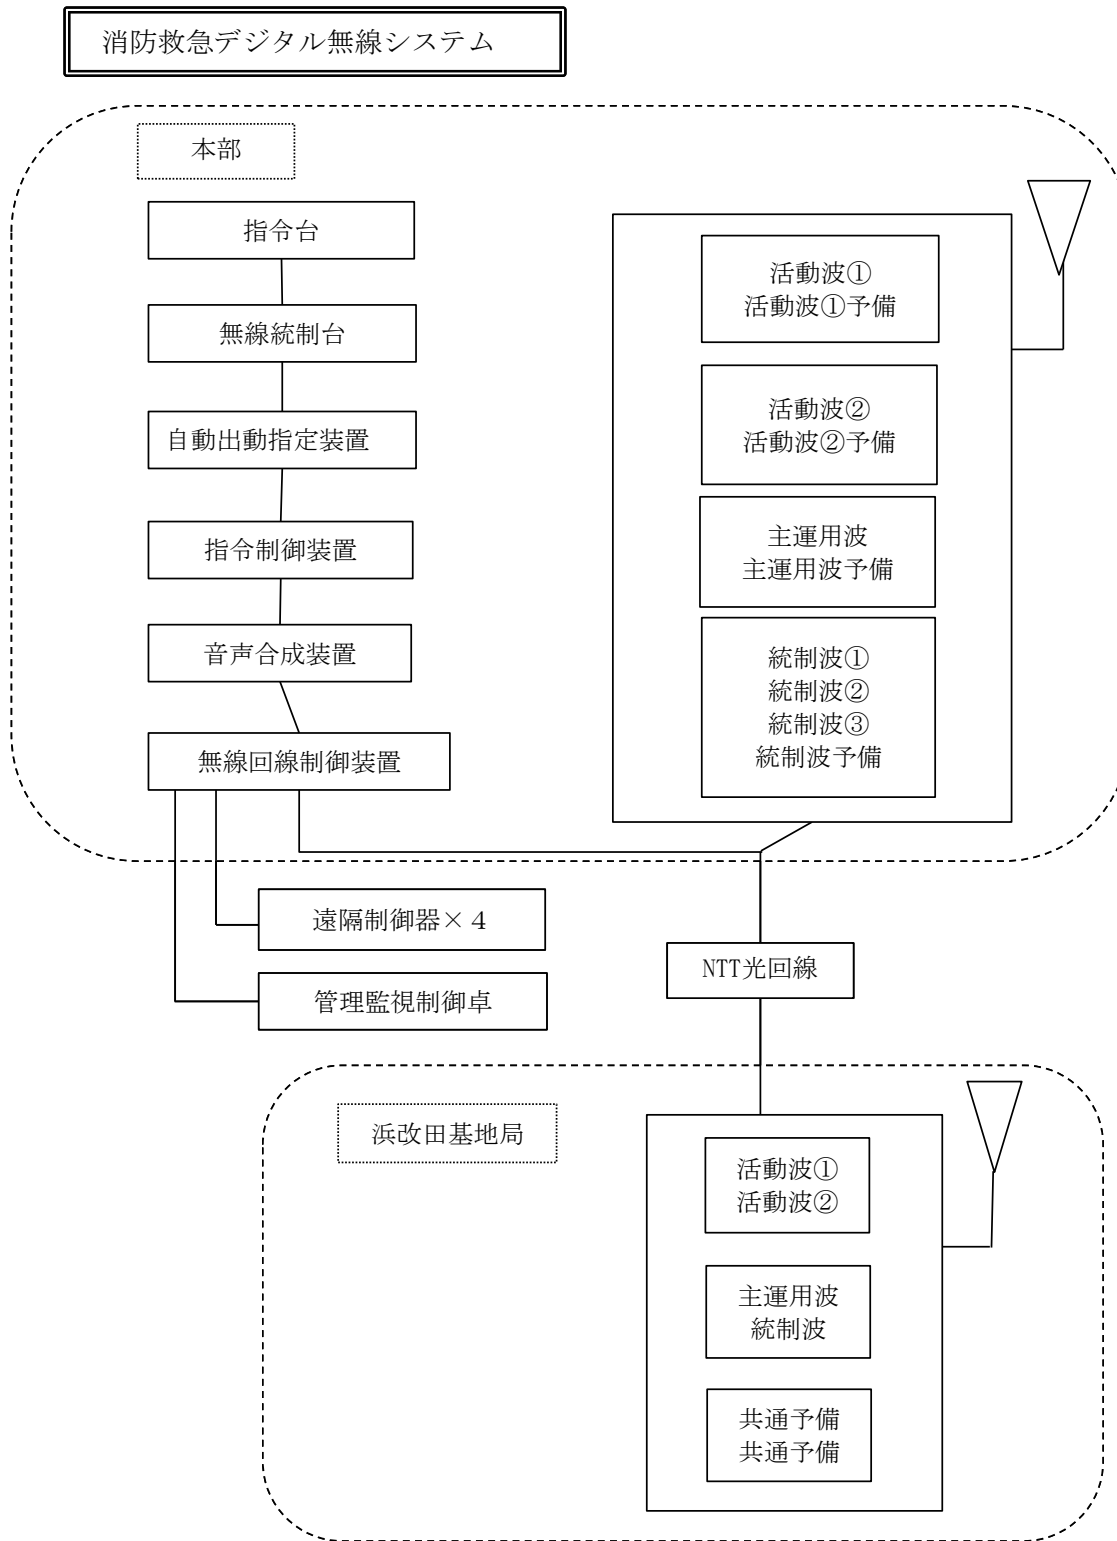 消防救急デジタル無線システム
本部
指令台
無線統制台
自動出動指定装置
指令制御装置
音声合成装置
無線回線制御装置
活動波①
活動波①予備
活動波②
活動波②予備
主運用波
主運用波予備
統制波①
統制波②
統制波③
統制波予備
遠隔制御器×４
管理監視制御卓
NTT光回線
浜改田基地局
活動波①
活動波②
主運用波
統制波
共通予備
共通予備